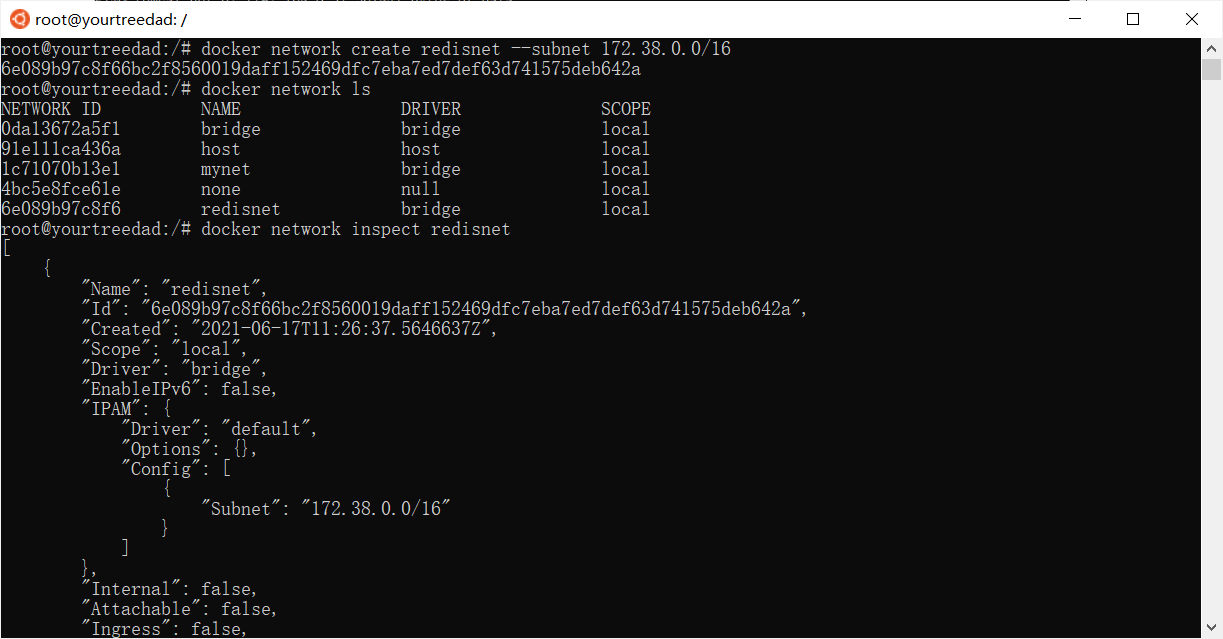 root@yourtreedad: /
root@yourtreedad:/# docker network create redisnet --subnet 172.38.0.0/16
6e089b97c8f66bc2f8560019daff152469dfc7eba7ed7def63d741575deb642a
root@yourtreedad:/# docker network ls
NETWORK ID          NAME                DRIVER              SCOPE
0da13672a5f1        bridge              bridge              local
91e111ca436a        host                host                local
1c71070b13e1        mynet               bridge              local
4bc5e8fce61e        none                null                local
6e089b97c8f6        redisnet            bridge              local
root@yourtreedad:/# docker network inspect redisnet
[
    {
        "Name": "redisnet",
        "Id": "6e089b97c8f66bc2f8560019daff152469dfc7eba7ed7def63d741575deb642a",
        "Created": "2021-06-17T11:26:37.5646637Z",
        "Scope": "local",
        "Driver": "bridge",
        "EnableIPv6": false,
        "IPAM": {
            "Driver": "default",
            "Options": {},
            "Config": [
                {
                    "Subnet": "172.38.0.0/16"
                }
            ]
        },
        "Internal": false,
        "Attachable": false,
        "Ingress": false,